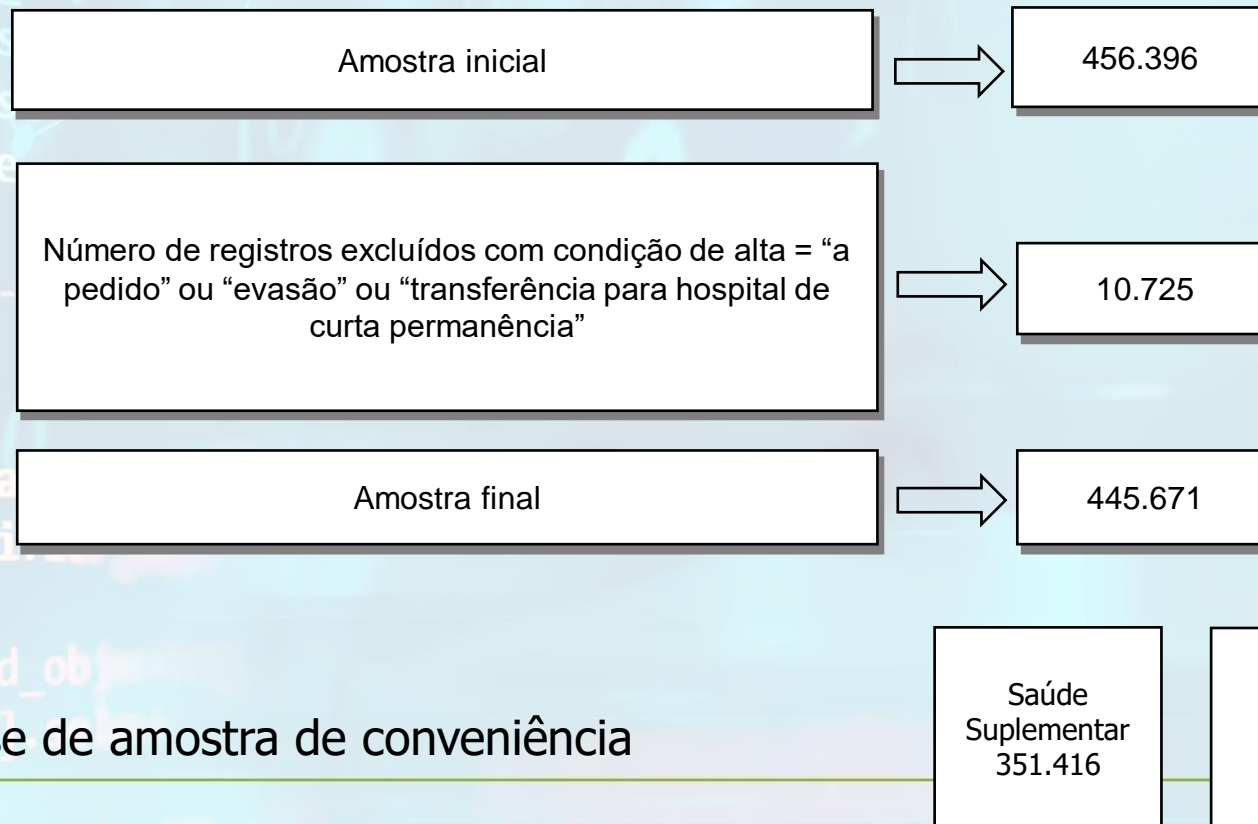 Amostra inicial
456.396
Número de registros excluídos com condição de alta = “a
pedido” ou “evasão” ou “transferência para hospital de
curta permanência”
10.725
Amostra final
445.671
de amostra de conveniência
Saúde
Suplementar
351.416